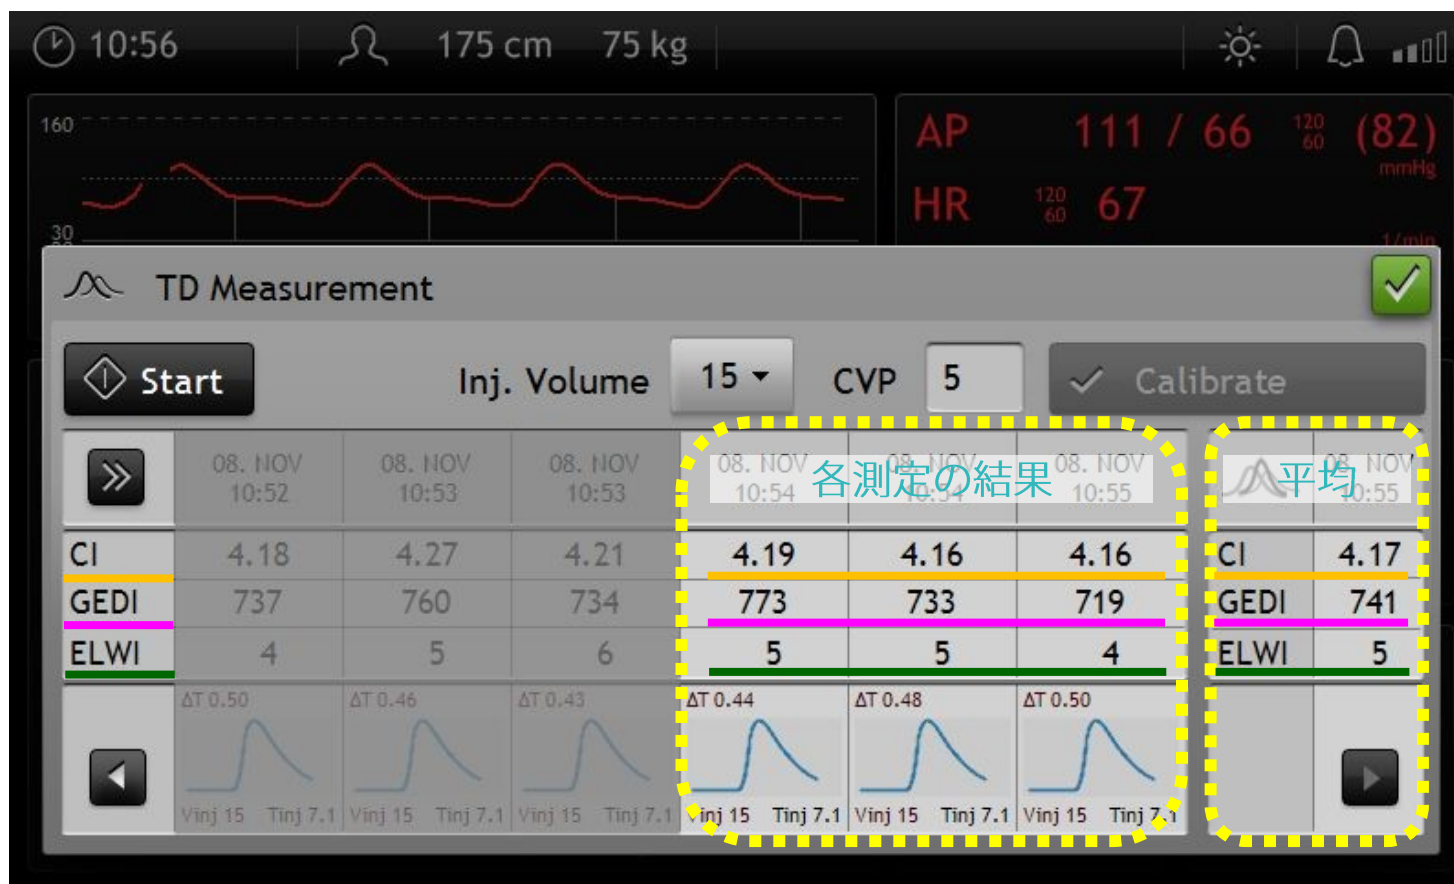 10:56 175 cm 75 kg
160
30
AP 111 / 66 120 60 (82)
mmHg
HR 120 60 67
1/min
TD Measurement
Start Inj. Volume 15 CVP 5 Calibrate
08. NOV 08. NOV 08. NOV 08. NOV 08. NOV 08. NOV 08. NOV
10:52 10:53 10:53 10:54 10:54 10:55 10:55
各測定の結果 平均
CI 4.18 4.27 4.21 4.19 4.16 4.16 CI 4.17
GEDI 737 760 734 773 733 719 GEDI 741
ELWI 4 5 6 5 5 4 ELWI 5
ΔT 0.50 ΔT 0.46 ΔT 0.43 ΔT 0.44 ΔT 0.48 ΔT 0.50
Vinj 15 Tinj 7.1 Vinj 15 Tinj 7.1 Vinj 15 Tinj 7.1 Vinj 15 Tinj 7.1 Vinj 15 Tinj 7.1 Vinj 15 Tinj 7.1